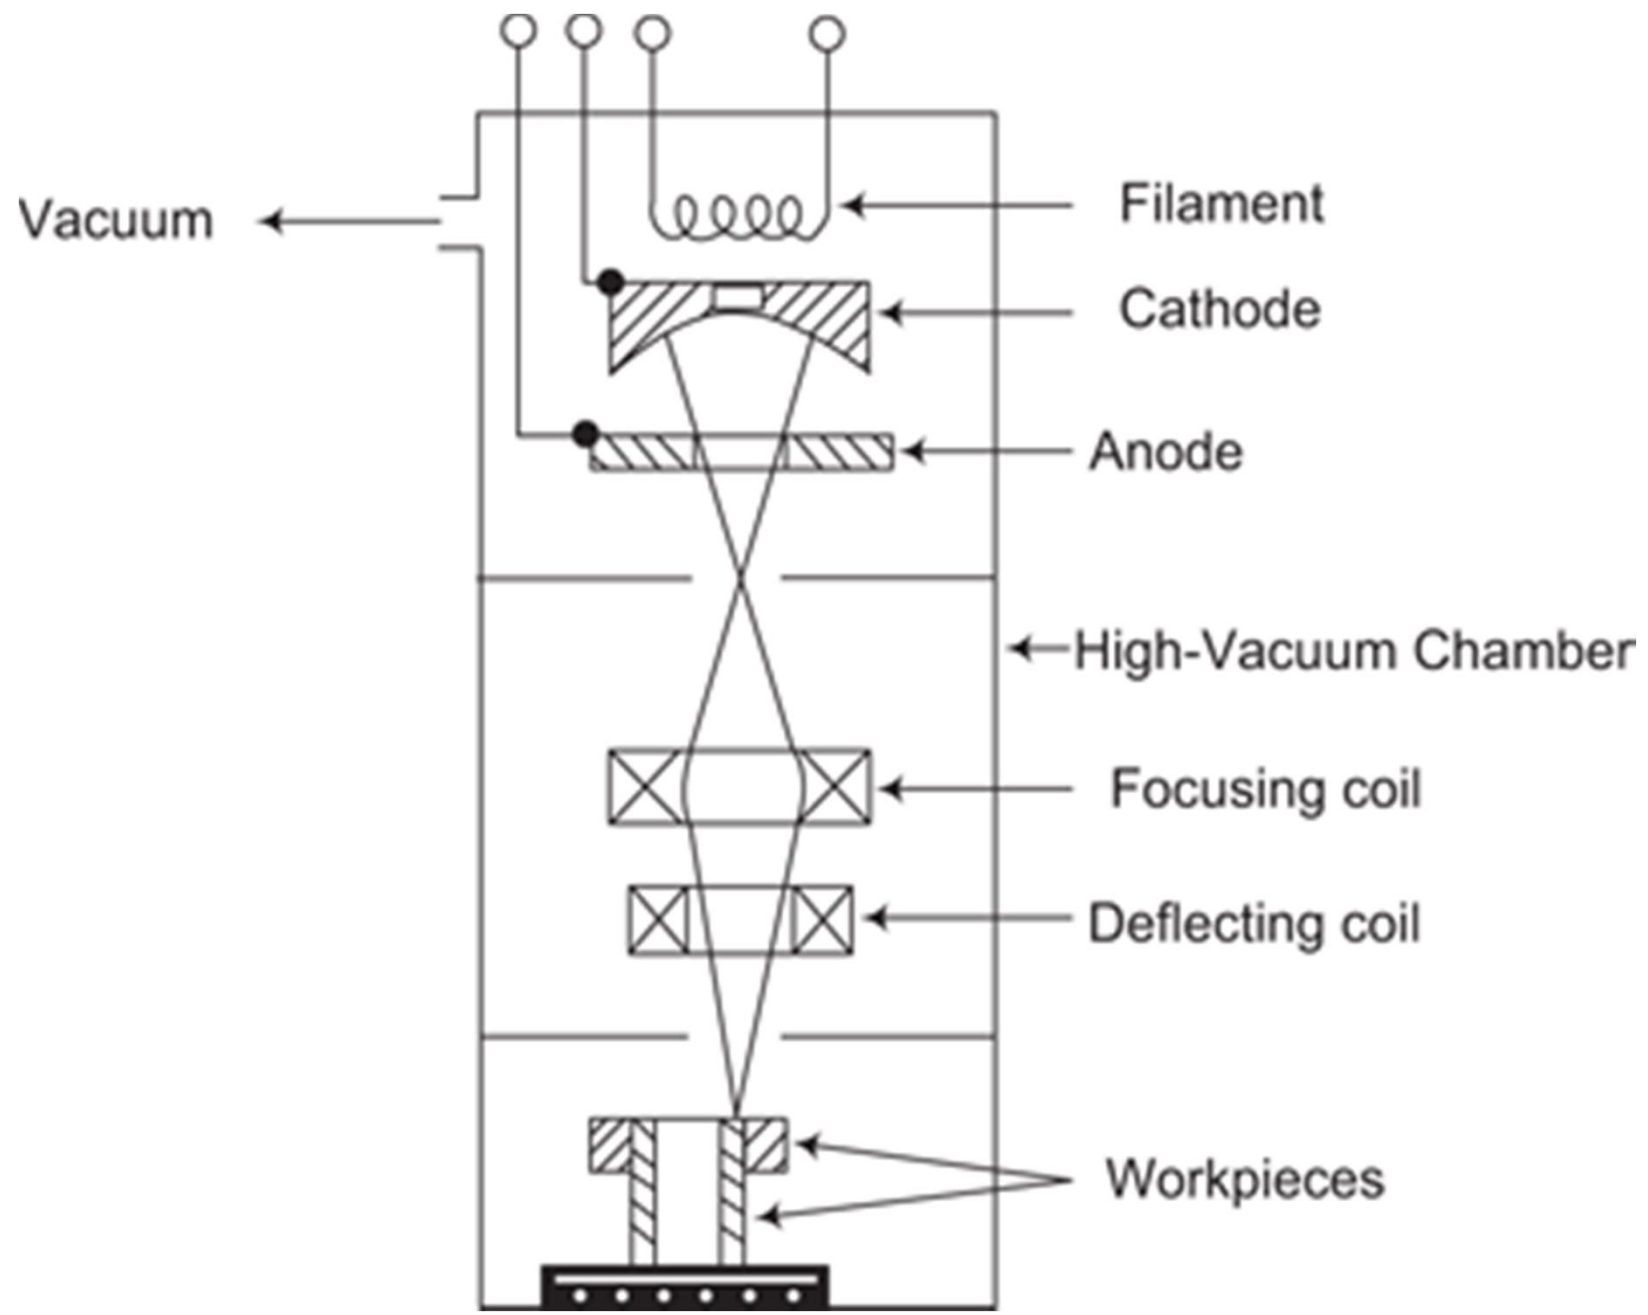 Vacuum
Filament
Cathode
Anode
High-Vacuum Chamber
Focusing coil
Deflecting coil
Workpieces